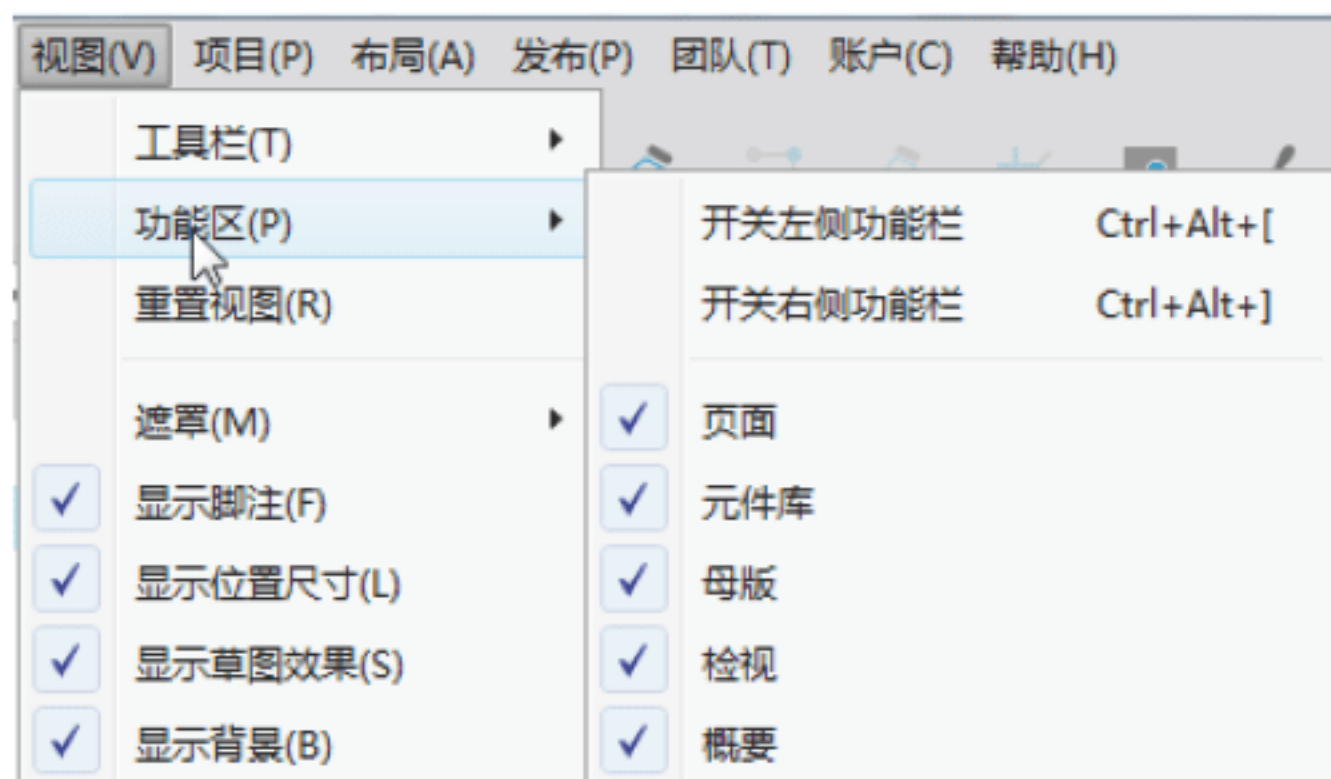 视图(V) 项目(P) 布局(A) 发布(P) 团队(T) 账户(C) 帮助(H)
工具栏(T)
功能区(P)
重置视图(R)
遮罩(M)
显示脚注(F)
显示位置尺寸(L)
显示草图效果(S)
显示背景(B)
开关左侧功能栏 Ctrl+Alt+[
开关右侧功能栏 Ctrl+Alt+]
页面
元件库
母版
检视
概要